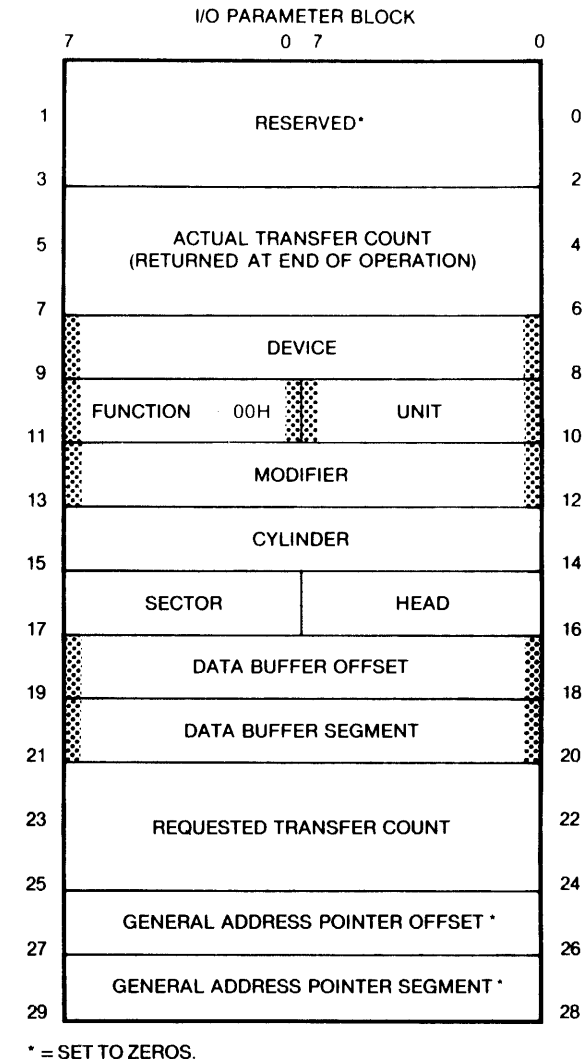 I/O PARAMETER BLOCK
7 0 7 0
1 RESERVED* 0
3 2
5 ACTUAL TRANSFER COUNT 4
(RETURNED AT END OF OPERATION)
7 6
DEVICE
9 8
FUNCTION 00H UNIT
11 10
MODIFIER
13 12
CYLINDER
15 14
SECTOR HEAD
17 16
DATA BUFFER OFFSET
19 18
DATA BUFFER SEGMENT
21 20
23 REQUESTED TRANSFER COUNT 22
25 24
GENERAL ADDRESS POINTER OFFSET *
27 26
GENERAL ADDRESS POINTER SEGMENT *
29 28
* = SET TO ZEROS.